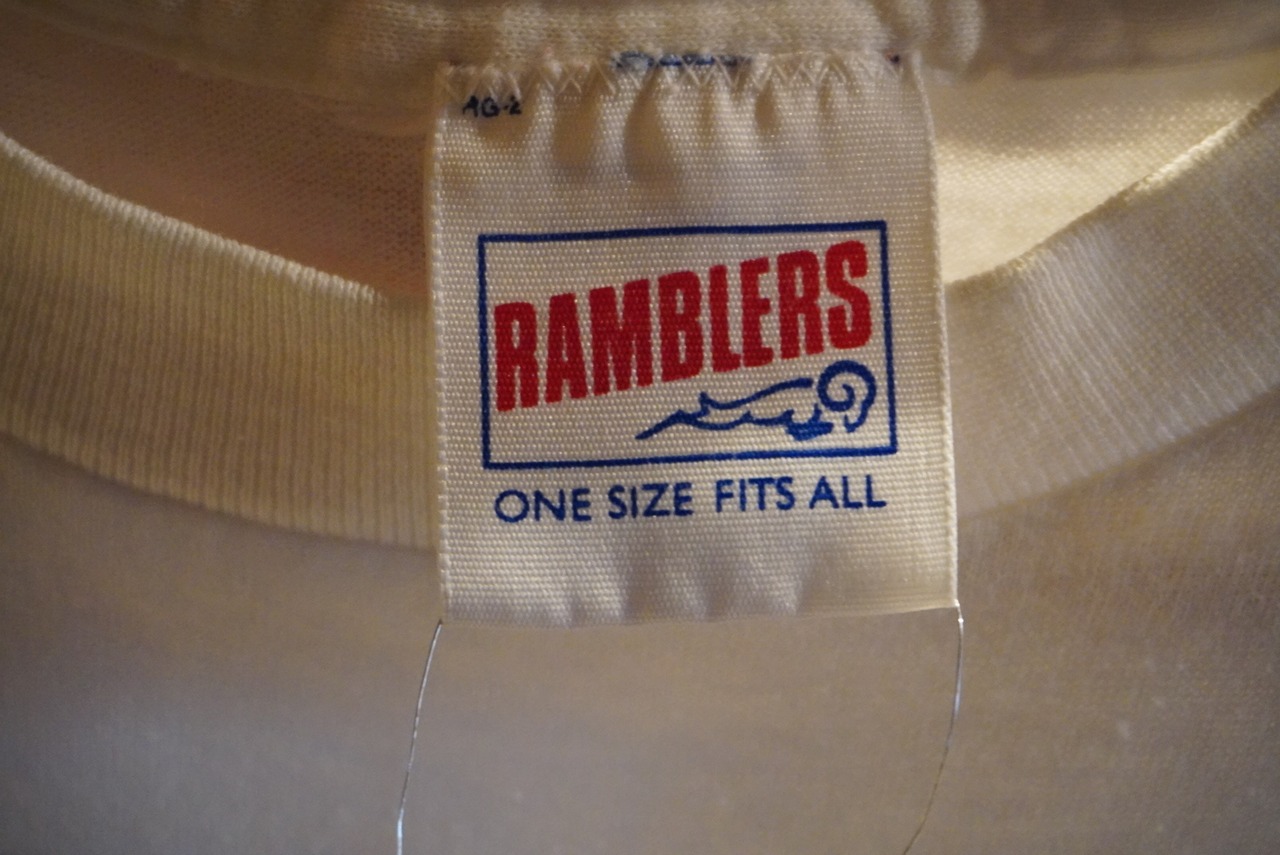 AG-2
RAMBLERS
ONE SIZE FITS ALL